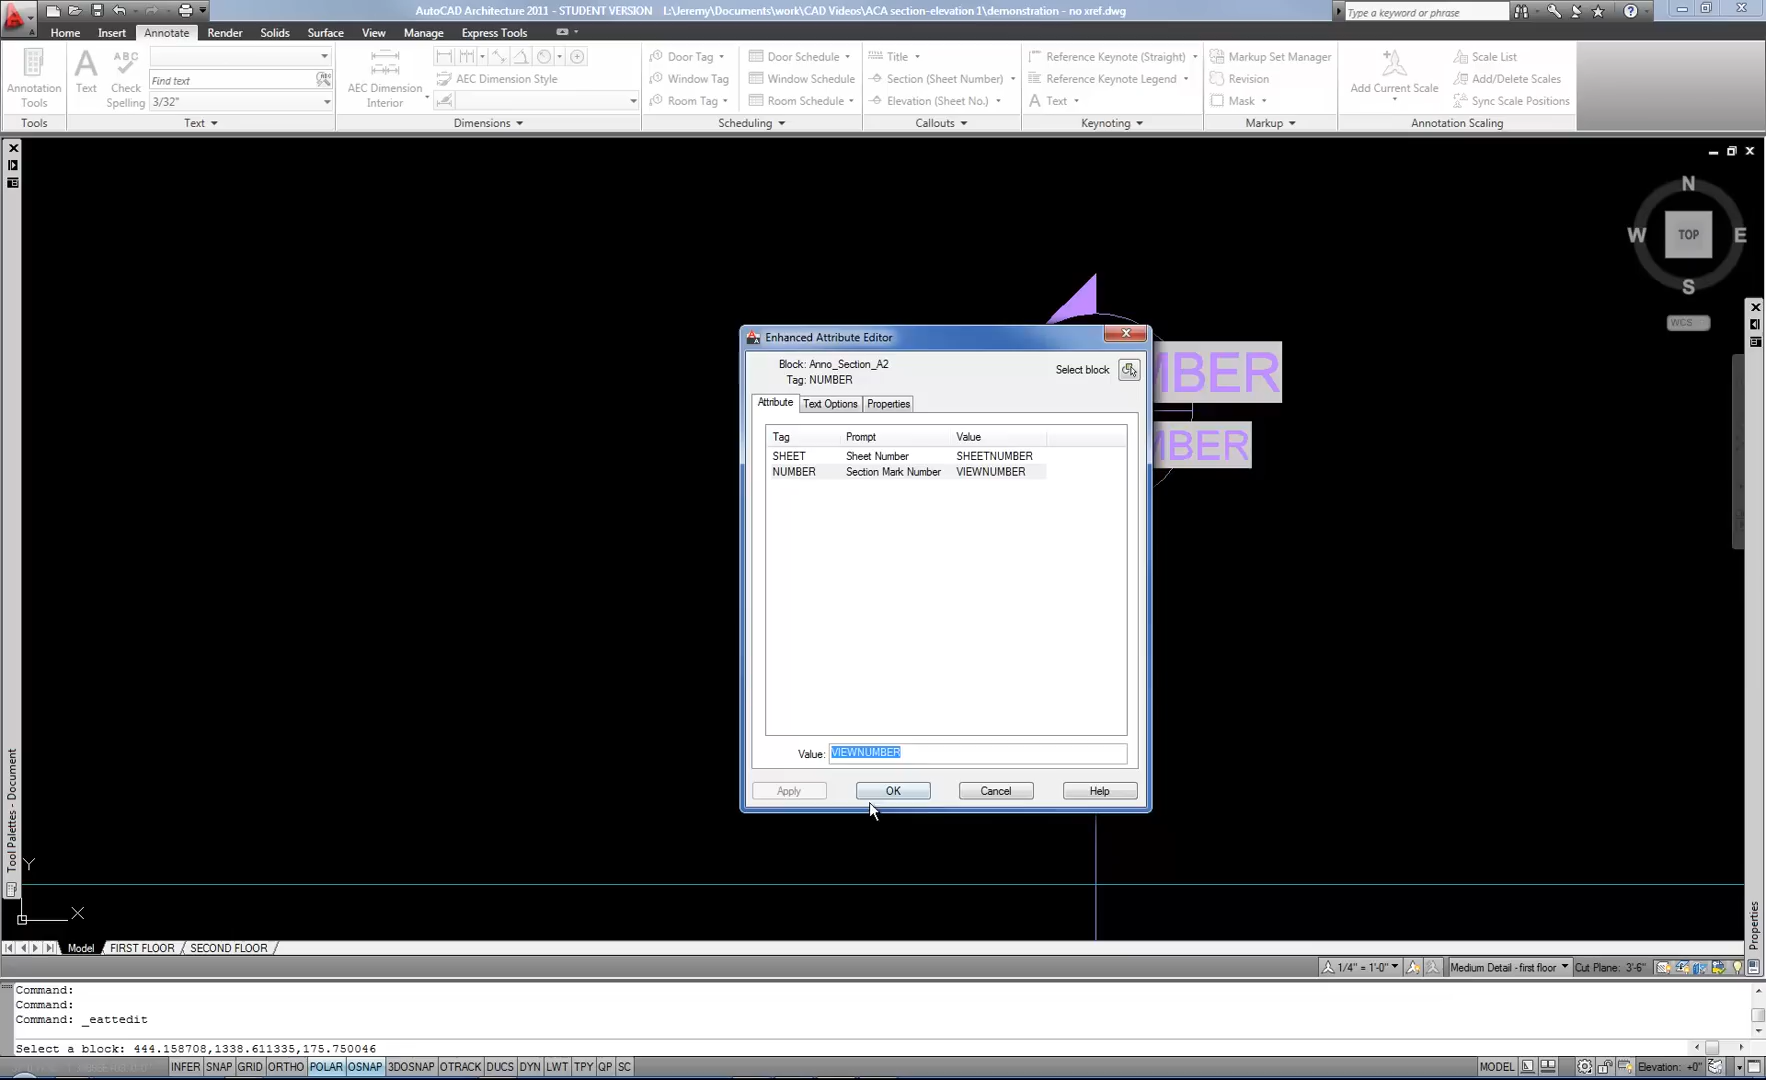 AutoCAD Architecture 2011 - STUDENT VERSION L:\Jeremy\Documents\work\CAD Videos\ACA section-elevation 1\demonstration - no xref.dwg
Type a keyword or phrase
Home Insert Annotate Render Solids Surface View Manage Express Tools
Annotation Tools
Text
ABC
Check Spelling
Find text
3/32"
AEC Dimension Interior
AEC Dimension Style
Door Tag Door Schedule Title Reference Keynote (Straight) Markup Set Manager Scale List
Window Tag Window Schedule Section (Sheet Number) Reference Keynote Legend Revision Add Current Scale Add/Delete Scales
Room Tag Room Schedule Elevation (Sheet No.) Text Mask Sync Scale Positions
Tools Text Dimensions Scheduling Callouts Keynoting Markup Annotation Scaling
N
W TOP E
S
WCS
MBER
MBER
Enhanced Attribute Editor
Block: Anno_Section_A2
Tag: NUMBER
Select block
Attribute Text Options Properties
Tag Prompt Value
SHEET Sheet Number SHEETNUMBER
NUMBER Section Mark Number VIEWNUMBER
Value: VIEWNUMBER
Apply OK Cancel Help
Tool Palettes - Document
Properties
Y
X
Model FIRST FLOOR SECOND FLOOR
1/4" = 1'-0" Medium Detail - first floor Cut Plane: 3'-6"
Command:
Command:
Command: _eattedit
Select a block: 444.158708,1338.611335,175.750046
INFER SNAP GRID ORTHO POLAR OSNAP 3DOSNAP OTRACK DUCS DYN LWT TPY QP SC MODEL Elevation: +0"